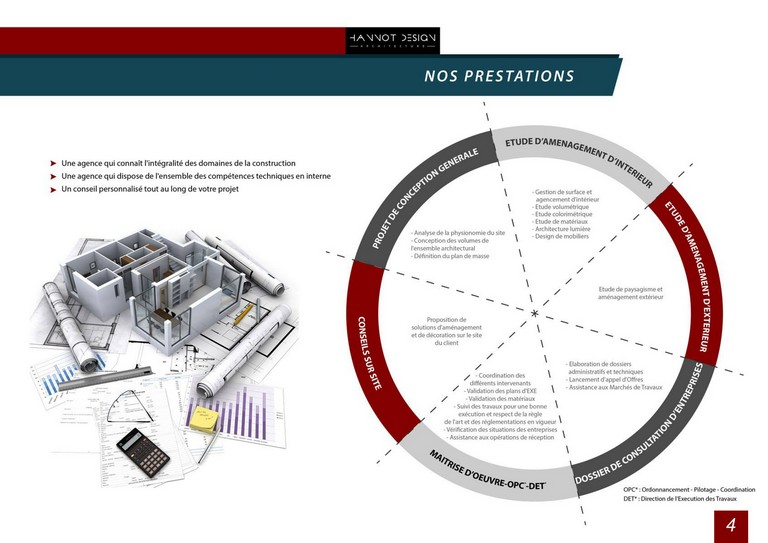 HANNOT DESIGN
ARCHITECTURE
NOS PRESTATIONS
Une agence qui connaît l'intégralité des domaines de la construction
Une agence qui dispose de l'ensemble des compétences techniques en interne
Un conseil personnalisé tout au long de votre projet
PROJET DE CONCEPTION GENERALE
- Analyse de la physionomie du site
- Conception des volumes de
l'ensemble architectural
- Définition du plan de masse
ETUDE D'AMENAGEMENT D'INTERIEUR
- Gestion de surface et
agencement d'intérieur
- Etude volumétrique
- Etude colorimétrique
- Etude de matériaux
- Architecture lumière
- Design de mobiliers
ETUDE D'AMENAGEMENT D'EXTERIEUR
Etude de paysagisme et
aménagement extérieur
DOSSIER DE CONSULTATION D'ENTREPRISES
- Elaboration de dossiers
administratifs et techniques
- Lancement d'appel d'Offres
- Assistance aux Marchés de Travaux
MAITRISE D'OEUVRE-OPC*-DET*
- Coordination des
différents intervenants
- Validation des plans d'EXE
- Validation des matériaux
- Suivi des travaux pour une bonne
exécution et respect de la règle
de l'art et des réglementations en vigueur
- Vérification des situations des entreprises
- Assistance aux opérations de réception
CONSEILS SUR SITE
Proposition de
solutions d'aménagement
et de décoration sur le site
du client
OPC* : Ordonnancement - Pilotage - Coordination
DET* : Direction de l'Execution des Travaux
4